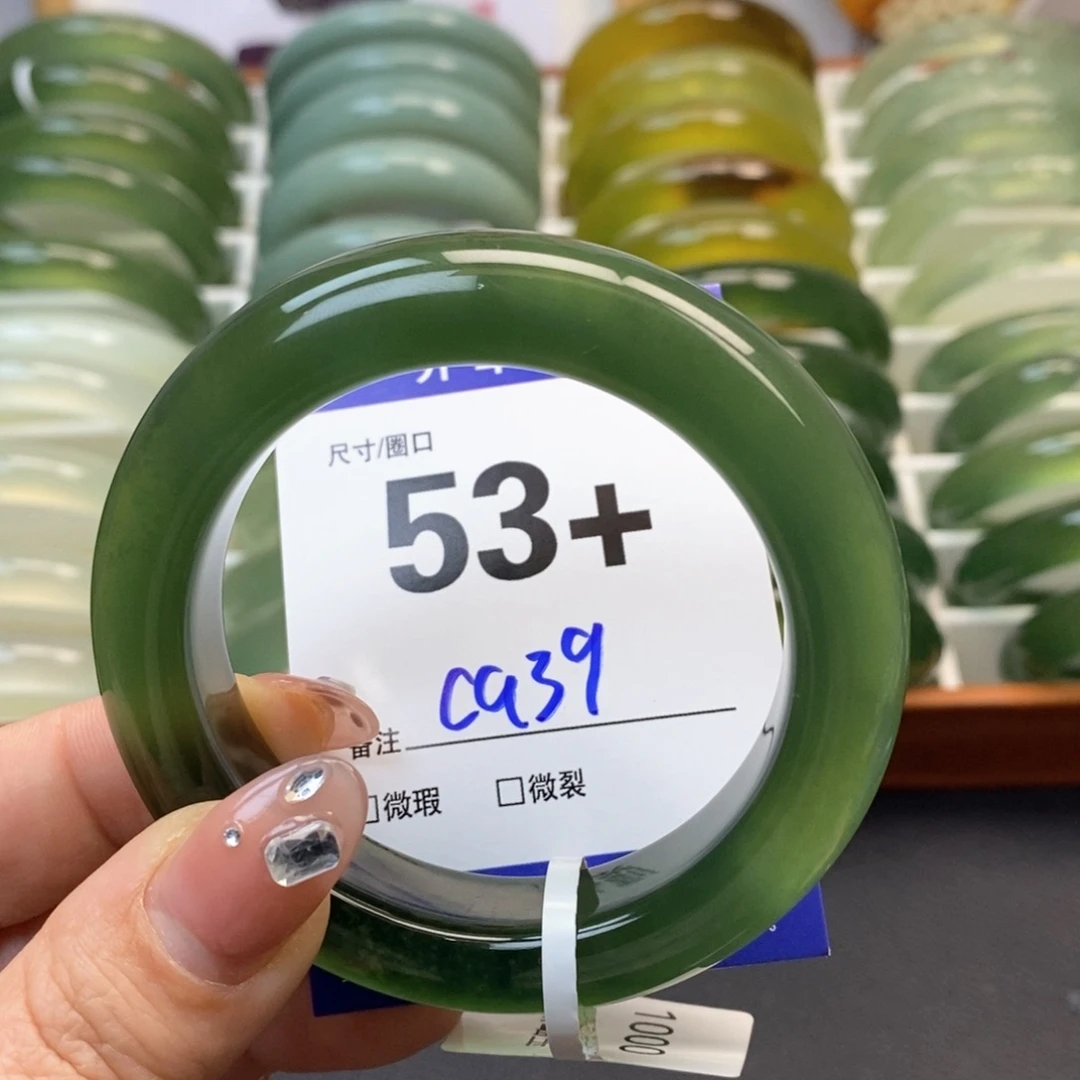 尺寸/圈口
53+
ca39
备注
□微瑕 □微裂
1000